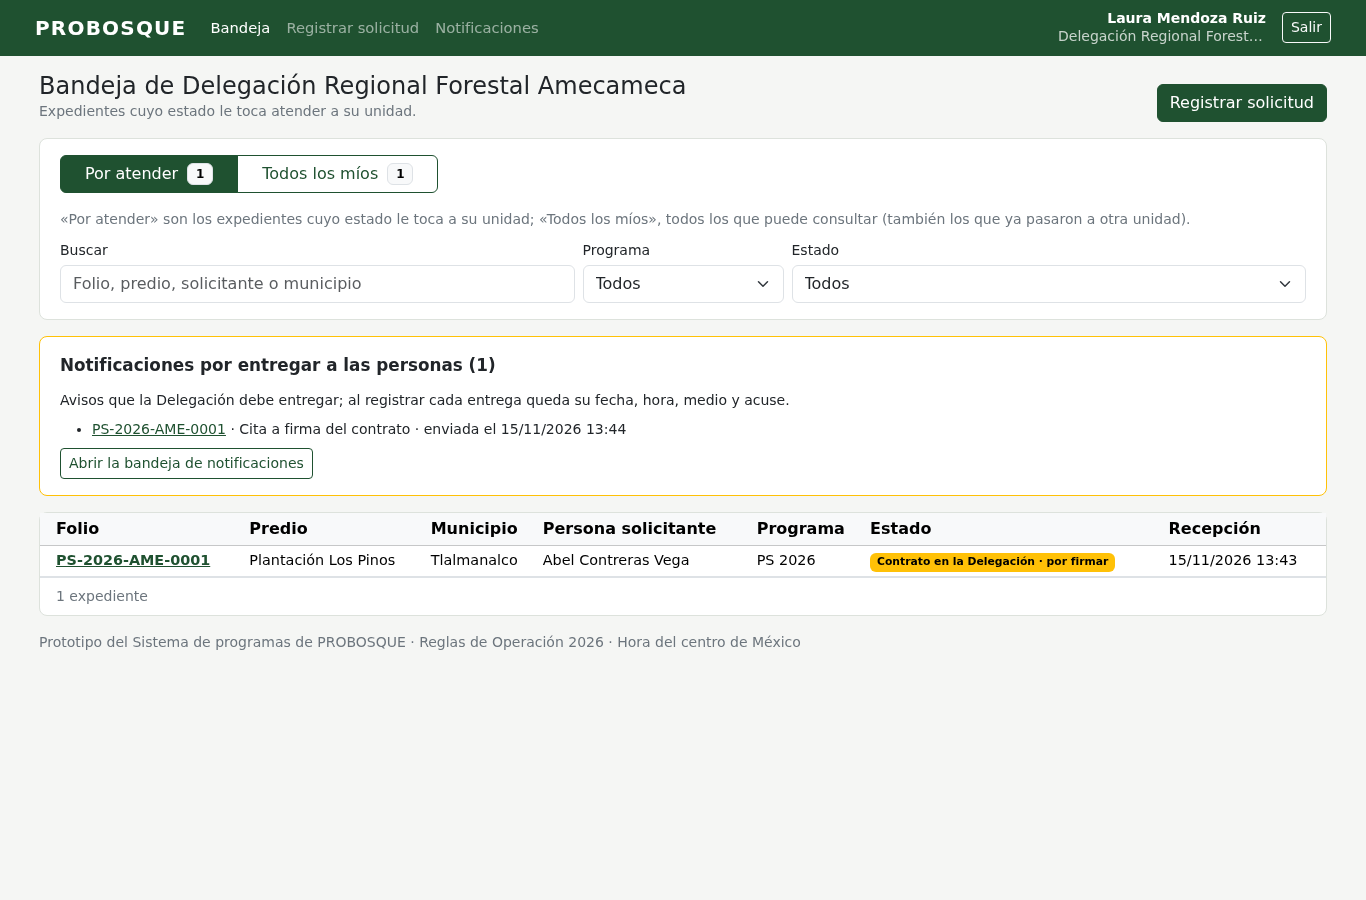 PROBOSQUE Bandeja Registrar solicitud Notificaciones
Laura Mendoza Ruiz
Delegación Regional Forest...
Salir
Bandeja de Delegación Regional Forestal Amecameca
Expedientes cuyo estado le toca atender a su unidad.
Registrar solicitud
Por atender 1 Todos los míos 1
«Por atender» son los expedientes cuyo estado le toca a su unidad; «Todos los míos», todos los que puede consultar (también los que ya pasaron a otra unidad).
Buscar Programa Estado
Folio, predio, solicitante o municipio Todos Todos
Notificaciones por entregar a las personas (1)
Avisos que la Delegación debe entregar; al registrar cada entrega queda su fecha, hora, medio y acuse.
• PS-2026-AME-0001 · Cita a firma del contrato · enviada el 15/11/2026 13:44
Abrir la bandeja de notificaciones
Folio Predio Municipio Persona solicitante Programa Estado Recepción
PS-2026-AME-0001 Plantación Los Pinos Tlalmanalco Abel Contreras Vega PS 2026 Contrato en la Delegación · por firmar 15/11/2026 13:43
1 expediente
Prototipo del Sistema de programas de PROBOSQUE · Reglas de Operación 2026 · Hora del centro de México